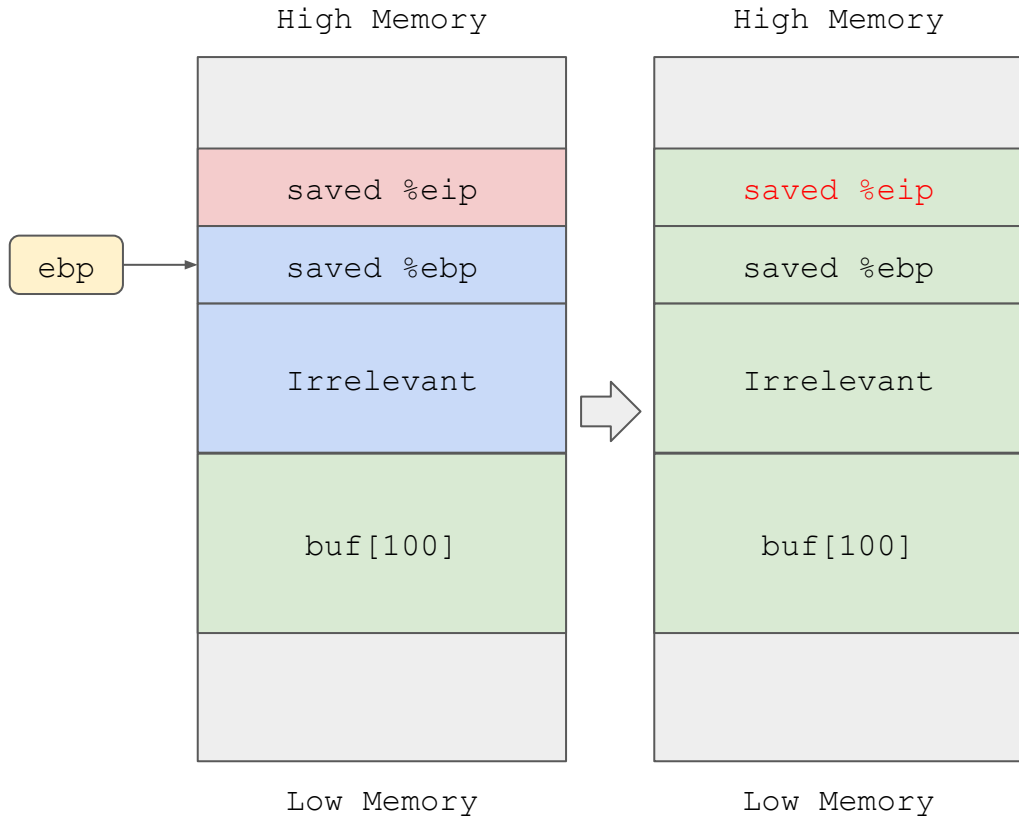 High Memory
High Memory
saved %eip
saved %eip
ebp
saved %ebp
saved %ebp
Irrelevant
Irrelevant
buf[100]
buf[100]
Low Memory
Low Memory